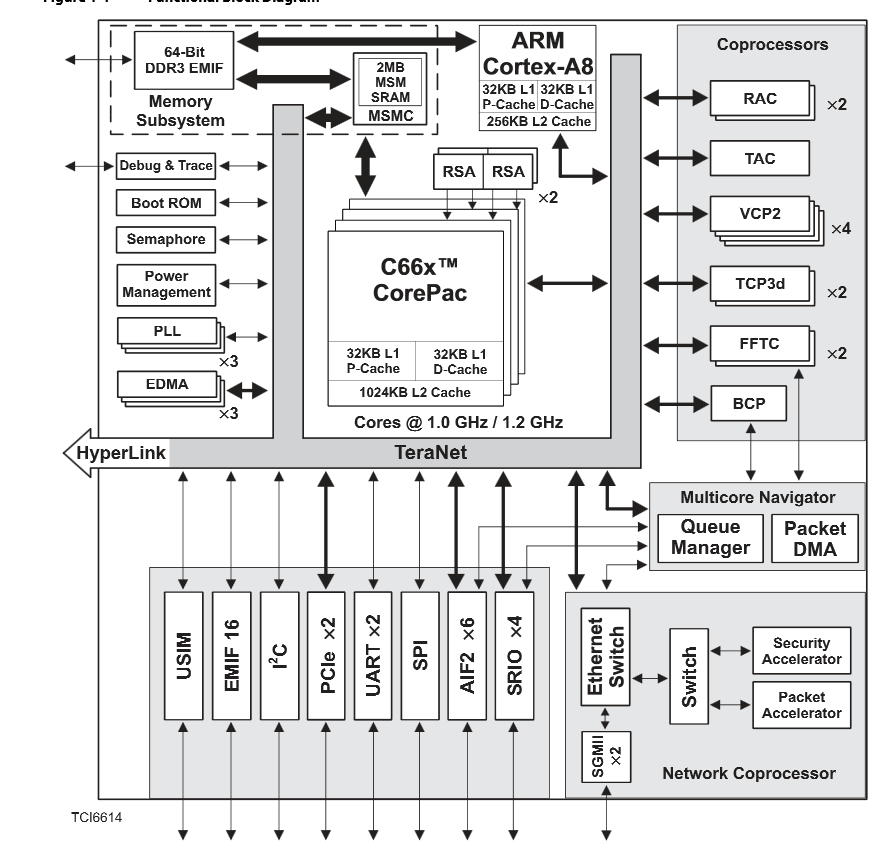 Figure 1-1 Functional Block Diagram
64-Bit
DDR3 EMIF
Memory
Subsystem
2MB
MSM
SRAM
MSMC
ARM
Cortex-A8
32KB L1
P-Cache
32KB L1
D-Cache
256KB L2 Cache
Coprocessors
RAC
×2
TAC
VCP2
×4
TCP3d
×2
FFTC
×2
BCP
Debug & Trace
Boot ROM
Semaphore
Power
Management
PLL
×3
EDMA
×3
RSA
RSA
×2
C66x™
CorePac
32KB L1
P-Cache
32KB L1
D-Cache
1024KB L2 Cache
Cores @ 1.0 GHz / 1.2 GHz
HyperLink
TeraNet
Multicore Navigator
Queue
Manager
Packet
DMA
USIM
EMIF 16
I²C
PCIe ×2
UART ×2
SPI
AIF2 ×6
SRIO ×4
Ethernet
Switch
Switch
Security
Accelerator
Packet
Accelerator
SGMII
×2
Network Coprocessor
TCI6614